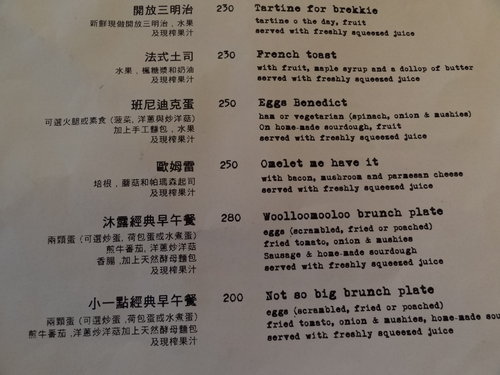 開放三明治 230 Tartine for brekkie
新鮮現做開放三明治, 水果 tartine o the day, fruit
及現榨果汁 served with freshly squeezed juice
法式土司 230 French toast
水果, 楓糖漿和奶油 with fruit, maple syrup and a dollop of butter
及現榨果汁 served with freshly squeezed juice
班尼迪克蛋 250 Eggs Benedict
可選火腿或素食 (菠菜, 洋蔥與炒洋菇) ham or vegetarian (spinach, onion & mushies)
加上手工麵包, 水果 On home-made sourdough, fruit
及現榨果汁 served with freshly squeezed juice
歐姆雷 250 Omelet me have it
培根, 蘑菇和帕瑪森起司 with bacon, mushroom and parmesan cheese
及現榨果汁 served with freshly squeezed juice
沐露經典早午餐 280 Woolloomooloo brunch plate
兩顆蛋 (可選炒蛋, 荷包蛋或水煮蛋) eggs (scrambled, fried or poached)
煎牛番茄, 洋蔥炒洋菇 fried tomato, onion & mushies
香腸, 加上天然酵母麵包 Sausage & home-made sourdough
及現榨果汁 served with freshly squeezed juice
小一點經典早午餐 200 Not so big brunch plate
兩顆蛋 (可選炒蛋, 荷包蛋或水煮蛋) eggs (scrambled, fried or poached)
煎牛番茄, 洋蔥炒洋菇加上天然酵母麵包 fried tomato, onion & mushies, home-made sou
及現榨果汁 served with freshly squeezed juice